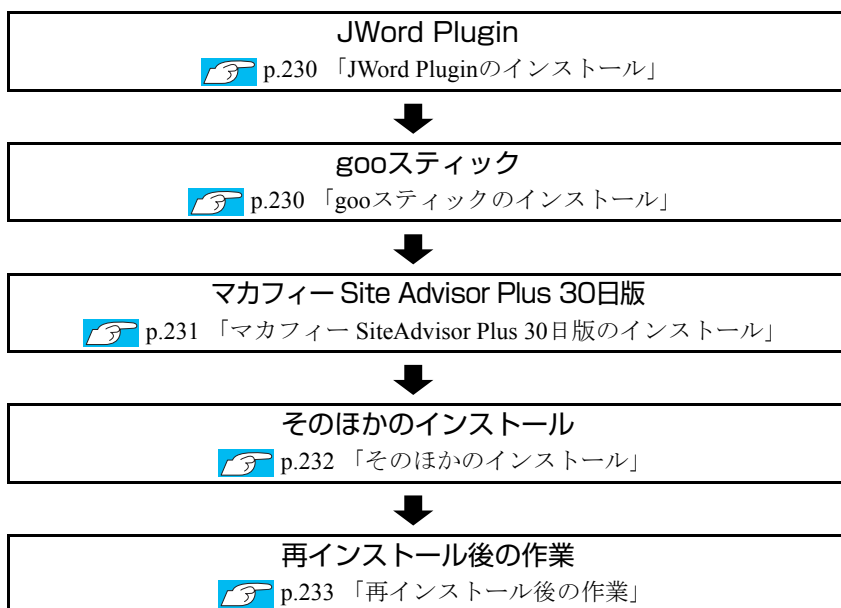 JWord Plugin
p.230 「JWord Pluginのインストール」
gooスティック
p.230 「gooスティックのインストール」
マカフィー Site Advisor Plus 30日版
p.231 「マカフィー SiteAdvisor Plus 30日版のインストール」
そのほかのインストール
p.232 「そのほかのインストール」
再インストール後の作業
p.233 「再インストール後の作業」